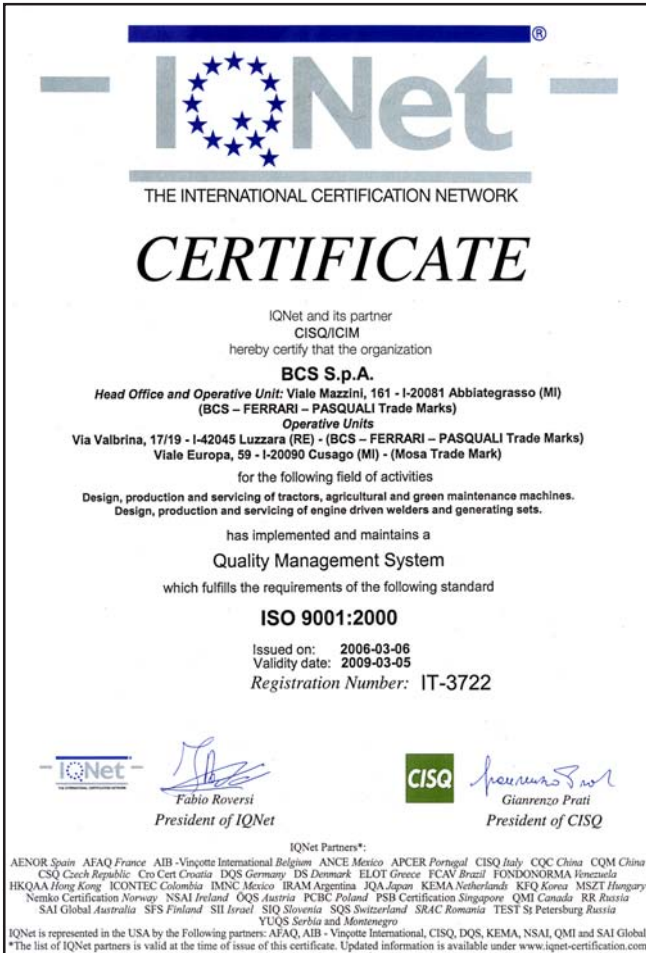 IQNet®
THE INTERNATIONAL CERTIFICATION NETWORK
CERTIFICATE
IQNet and its partner
CISQ/ICIM
hereby certify that the organization
BCS S.p.A.
Head Office and Operative Unit: Viale Mazzini, 161 - I-20081 Abbiategrasso (MI)
(BCS – FERRARI – PASQUALI Trade Marks)
Operative Units
Via Valbrina, 17/19 - I-42045 Luzzara (RE) - (BCS – FERRARI – PASQUALI Trade Marks)
Viale Europa, 59 - I-20090 Cusago (MI) - (Mosa Trade Mark)
for the following field of activities
Design, production and servicing of tractors, agricultural and green maintenance machines.
Design, production and servicing of engine driven welders and generating sets.
has implemented and maintains a
Quality Management System
which fulfills the requirements of the following standard
ISO 9001:2000
Issued on: 2006-03-06
Validity date: 2009-03-05
Registration Number: IT-3722
IQNet
THE INTERNATIONAL CERTIFICATION NETWORK
Fabio Roversi
President of IQNet
CISQ
Gianrenzo Prati
President of CISQ
IQNet Partners*:
AENOR Spain AFAQ France AIB -Vinçotte International Belgium ANCE Mexico APCER Portugal CISQ Italy CQC China CQM China
CSQ Czech Republic Cro Cert Croatia DQS Germany DS Denmark ELOT Greece FCAV Brazil FONDONORMA Venezuela
HKQAA Hong Kong ICONTEC Colombia IMNC Mexico IRAM Argentina JQA Japan KEMA Netherlands KFQ Korea MSZT Hungary
Nemko Certification Norway NSAI Ireland ÖQS Austria PCBC Poland PSB Certification Singapore QMI Canada RR Russia
SAI Global Australia SFS Finland SII Israel SIQ Slovenia SQS Switzerland SRAC Romania TEST St Petersburg Russia
YUQS Serbia and Montenegro
IQNet is represented in the USA by the Following partners: AFAQ, AIB - Vinçotte International, CISQ, DQS, KEMA, NSAI, QMI and SAI Global
*The list of IQNet partners is valid at the time of issue of this certificate. Updated information is available under www.iqnet-certification.com